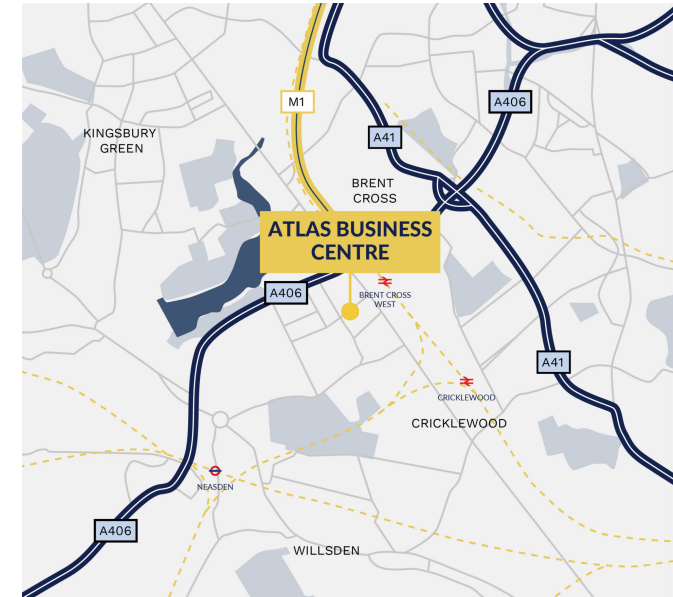 M1
A406
A41
KINGSBURY
GREEN
BRENT
CROSS
ATLAS BUSINESS
CENTRE
A406
BRENT CROSS
WEST
A41
CRICKLEWOOD
CRICKLEWOOD
NEASDEN
A406
WILLSDEN